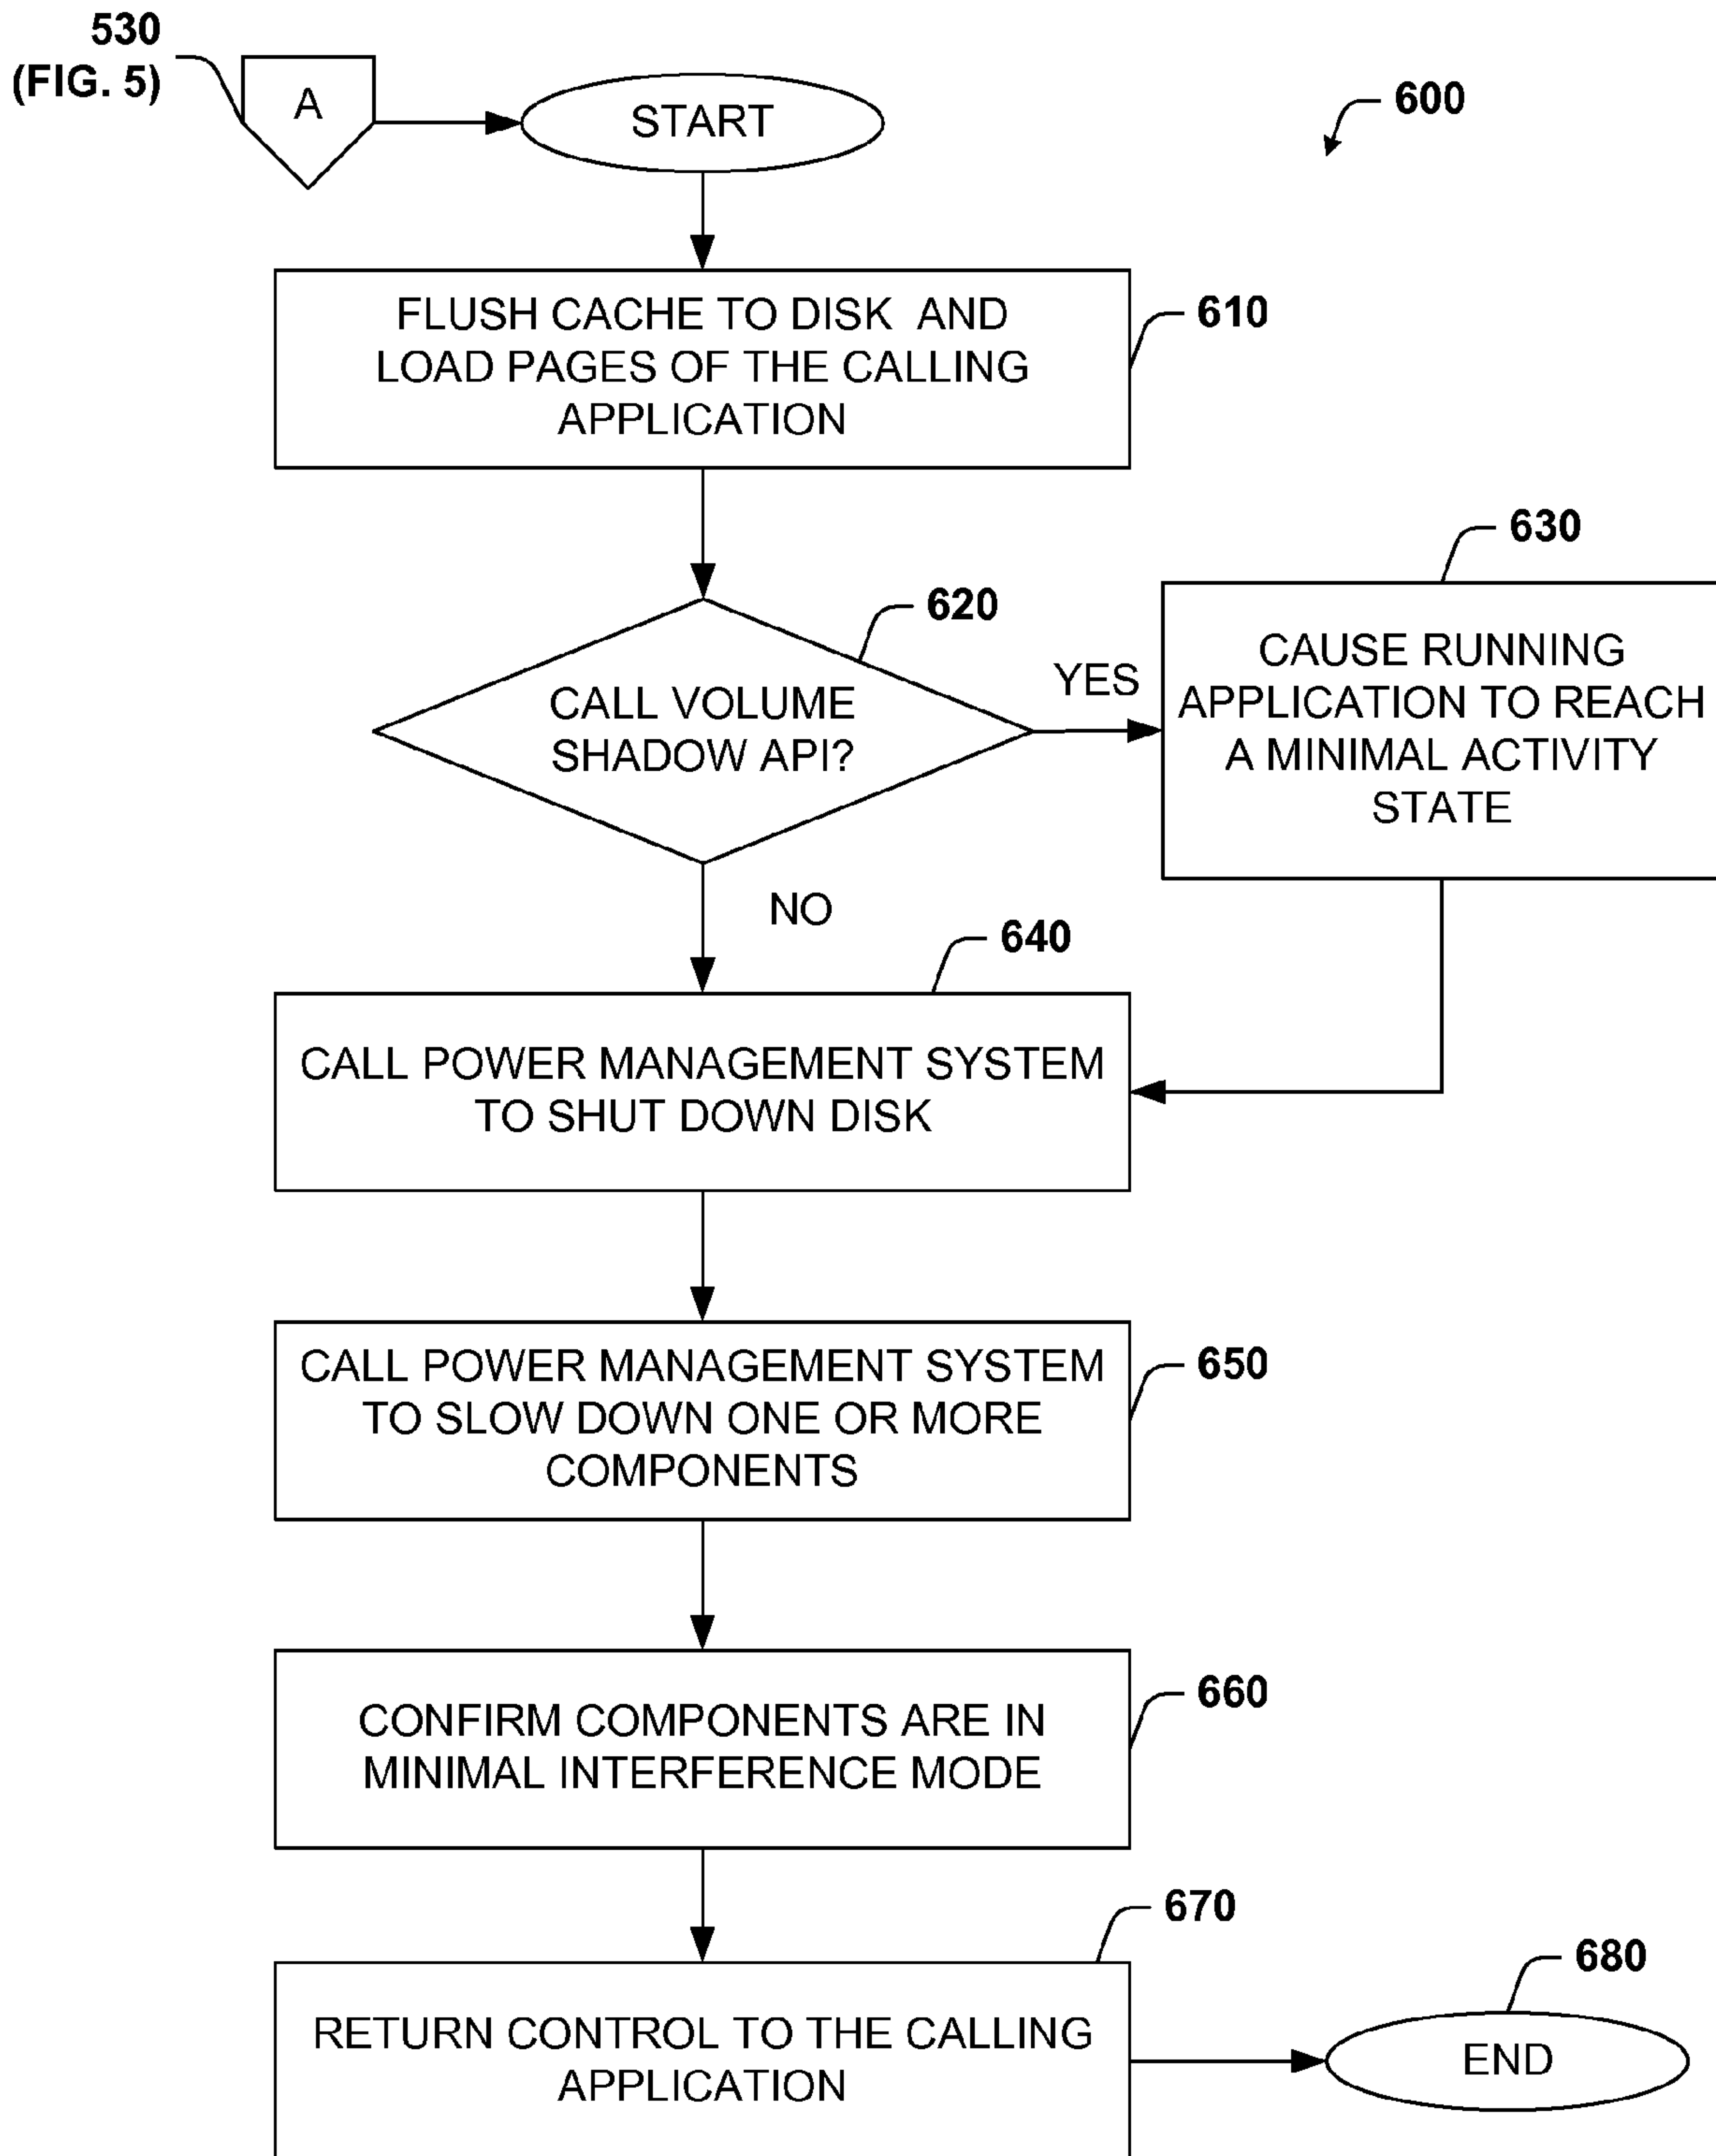 530
(FIG. 5)
A
START
600
FLUSH CACHE TO DISK AND
LOAD PAGES OF THE CALLING
APPLICATION
610
620
CALL VOLUME
SHADOW API?
YES
630
CAUSE RUNNING
APPLICATION TO REACH
A MINIMAL ACTIVITY
STATE
NO
640
CALL POWER MANAGEMENT SYSTEM
TO SHUT DOWN DISK
CALL POWER MANAGEMENT SYSTEM
TO SLOW DOWN ONE OR MORE
COMPONENTS
650
CONFIRM COMPONENTS ARE IN
MINIMAL INTERFERENCE MODE
660
670
RETURN CONTROL TO THE CALLING
APPLICATION
680
END